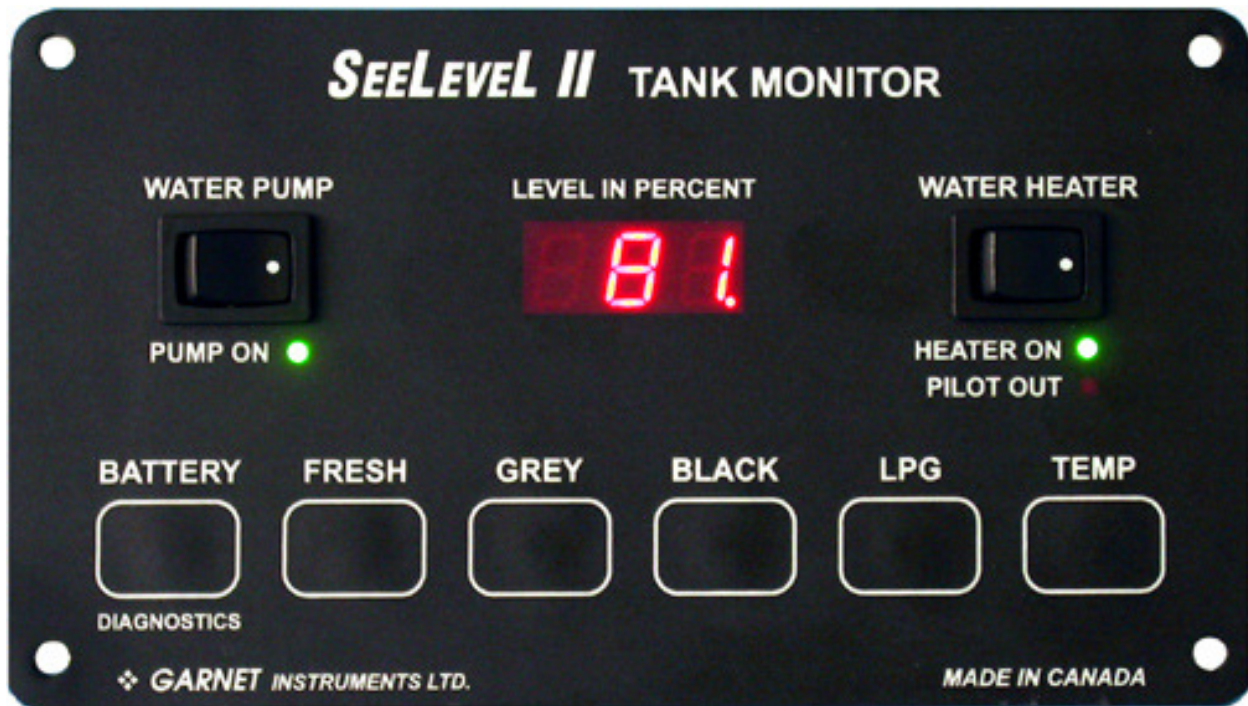 SEELEVEL II TANK MONITOR
WATER PUMP LEVEL IN PERCENT WATER HEATER
81.
PUMP ON HEATER ON
PILOT OUT
BATTERY FRESH GREY BLACK LPG TEMP
DIAGNOSTICS
GARNET INSTRUMENTS LTD. MADE IN CANADA